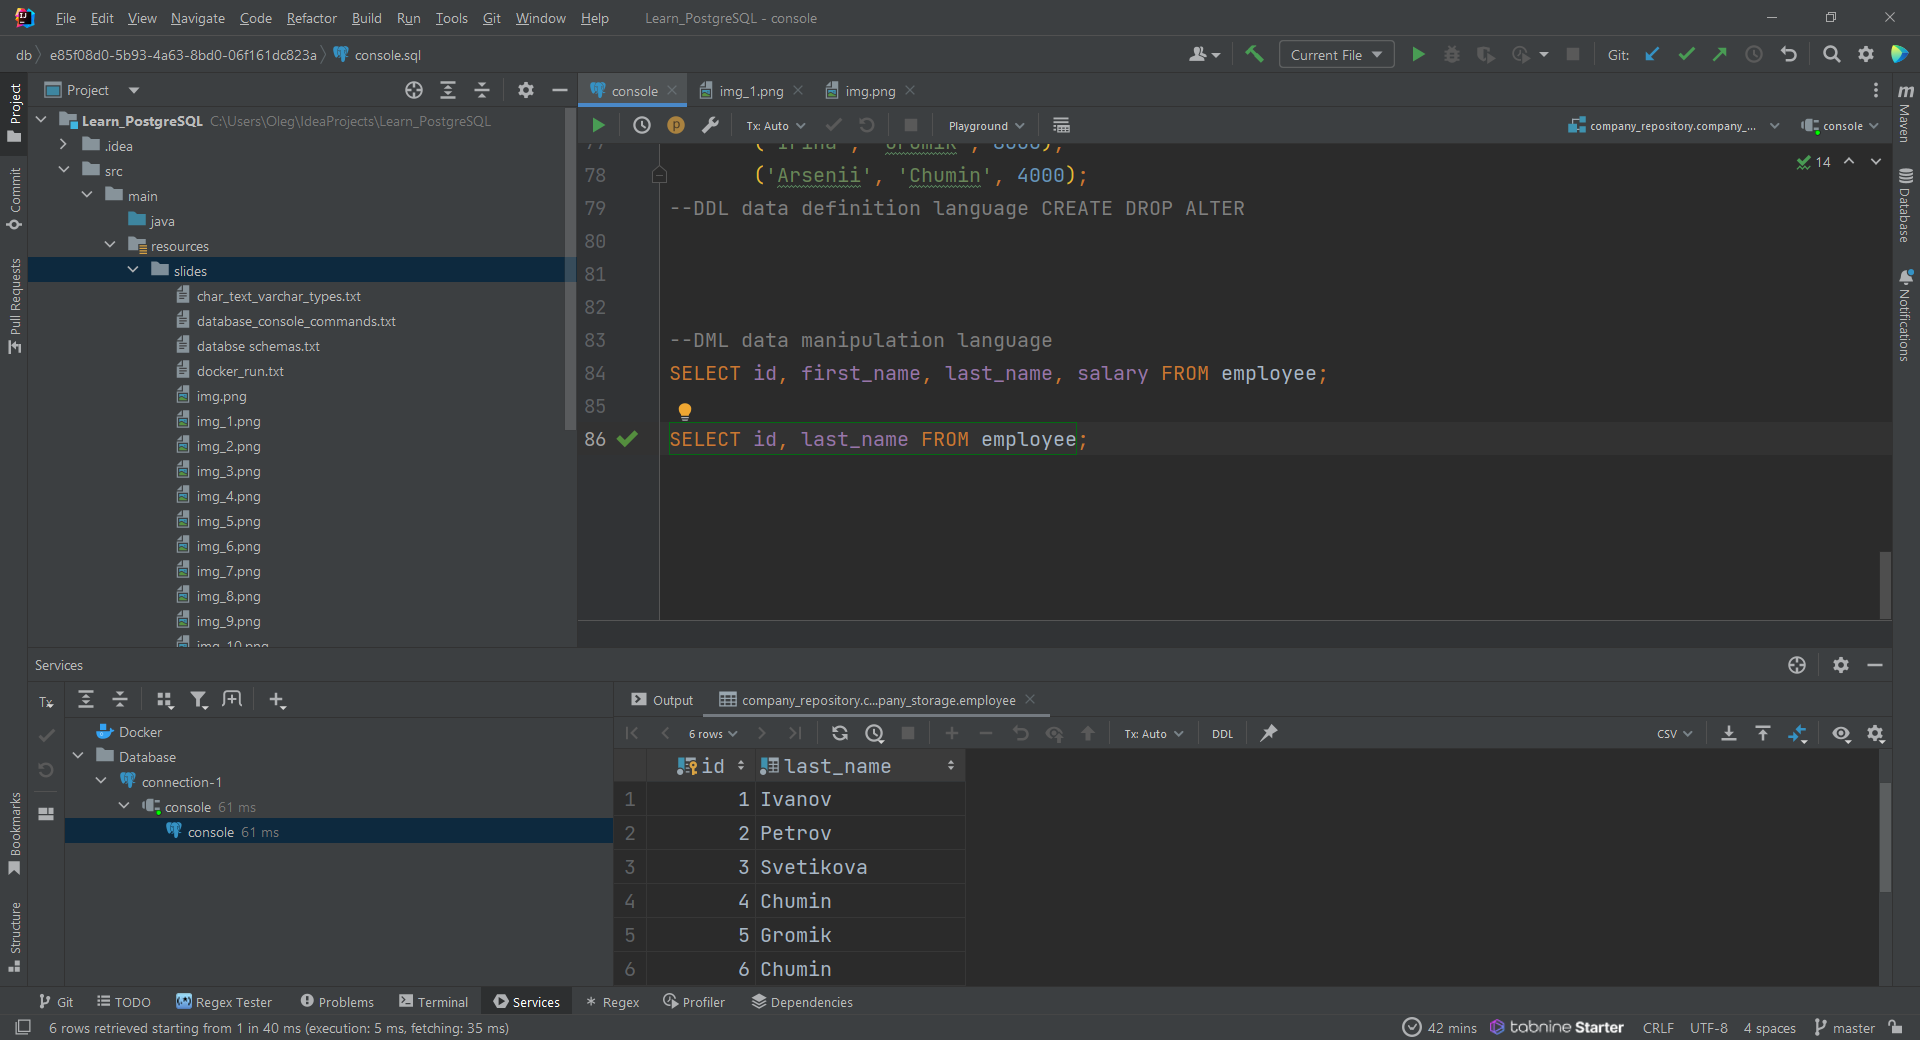 File Edit View Navigate Code Refactor Build Run Tools Git Window Help Learn_PostgreSQL - console
db e85f08d0-5b93-4a63-8bd0-06f161dc823a console.sql Current File Git:
Project
console img_1.png img.png
Tx: Auto Playground company_repository.company_... console
Learn_PostgreSQL C:\Users\Oleg\IdeaProjects\Learn_PostgreSQL
.idea
src
main
java
resources
slides
char_text_varchar_types.txt
database_console_commands.txt
databse schemas.txt
docker_run.txt
img.png
img_1.png
img_2.png
img_3.png
img_4.png
img_5.png
img_6.png
img_7.png
img_8.png
img_9.png
img_10.png
77 ('Irina', 'Gromik', 8000),
78 ('Arsenii', 'Chumin', 4000);
79 --DDL data definition language CREATE DROP ALTER
80
81
82
83 --DML data manipulation language
84 SELECT id, first_name, last_name, salary FROM employee;
85
86 SELECT id, last_name FROM employee;
14
Project
Commit
Pull Requests
Bookmarks
Structure
m Maven
Database
Notifications
Services
Tx
Docker
Database
connection-1
console 61 ms
console 61 ms
Output company_repository.c...pany_storage.employee
6 rows Tx: Auto DDL CSV
id last_name
1 1 Ivanov
2 2 Petrov
3 3 Svetikova
4 4 Chumin
5 5 Gromik
6 6 Chumin
Git TODO Regex Tester Problems Terminal Services Regex Profiler Dependencies
6 rows retrieved starting from 1 in 40 ms (execution: 5 ms, fetching: 35 ms) 42 mins tabnine Starter CRLF UTF-8 4 spaces master